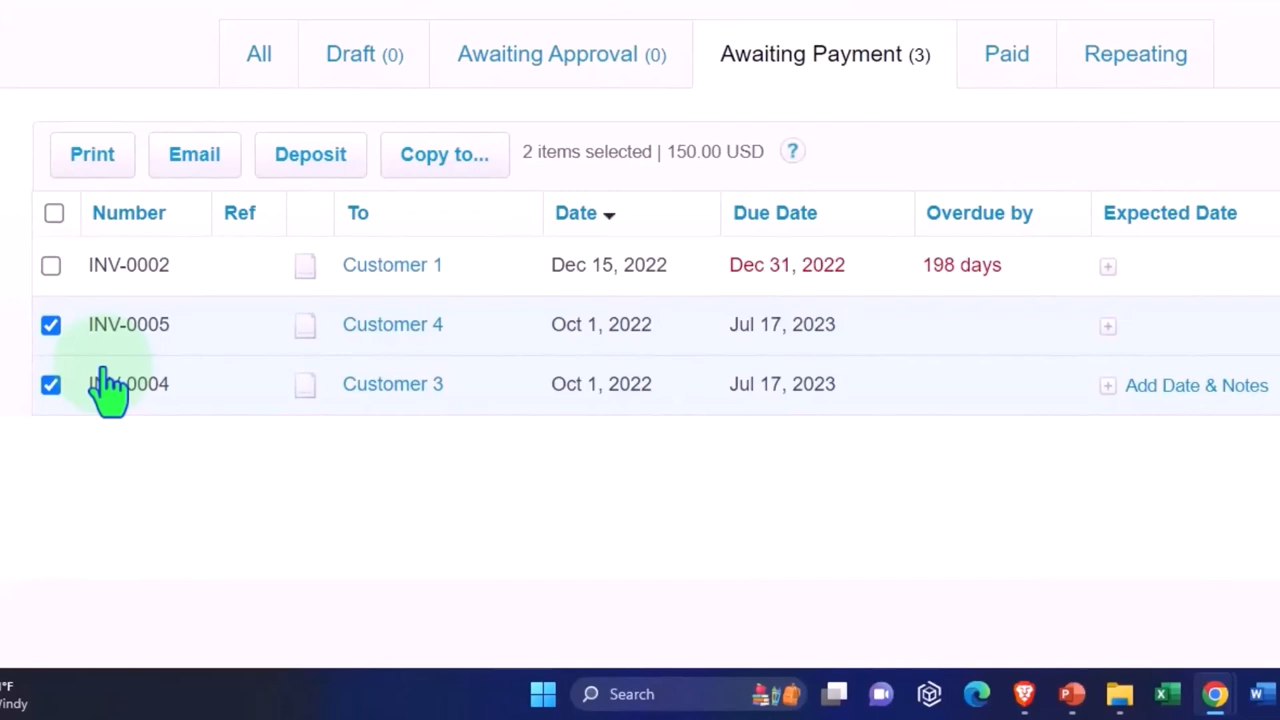 All Draft (0) Awaiting Approval (0) Awaiting Payment (3) Paid Repeating
Print Email Deposit Copy to... 2 items selected | 150.00 USD ?
Number Ref To Date Due Date Overdue by Expected Date
INV-0002 Customer 1 Dec 15, 2022 Dec 31, 2022 198 days
INV-0005 Customer 4 Oct 1, 2022 Jul 17, 2023
INV-0004 Customer 3 Oct 1, 2022 Jul 17, 2023 Add Date & Notes
°F
Windy
Search